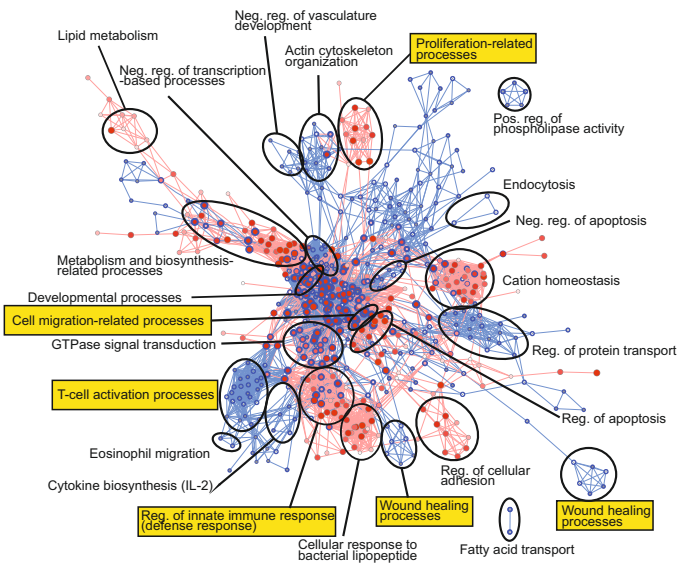 Neg. reg. of vasculature
development
Lipid metabolism
Actin cytoskeleton
organization
Proliferation-related
processes
Neg. reg. of transcription
-based processes
Pos. reg. of
phospholipase activity
Endocytosis
Neg. reg. of apoptosis
Metabolism and biosynthesis-
related processes
Cation homeostasis
Developmental processes
Cell migration-related processes
GTPase signal transduction
Reg. of protein transport
T-cell activation processes
Reg. of apoptosis
Eosinophil migration
Reg. of cellular
adhesion
Cytokine biosynthesis (IL-2)
Reg. of innate immune response
(defense response)
Wound healing
processes
Wound healing
processes
Cellular response to
bacterial lipopeptide
Fatty acid transport